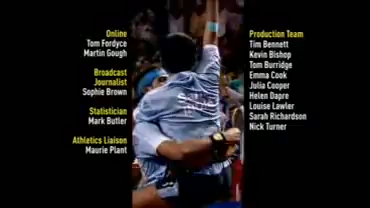 Online
Tom Fordyce
Martin Gough
Broadcast
Journalist
Sophie Brown
Statistician
Mark Butler
Athletics Liaison
Maurie Plant
Production Team
Tim Bennett
Kevin Bishop
Tom Burridge
Emma Cook
Julia Cooper
Helen Dapre
Louise Lawler
Sarah Richardson
Nick Turner